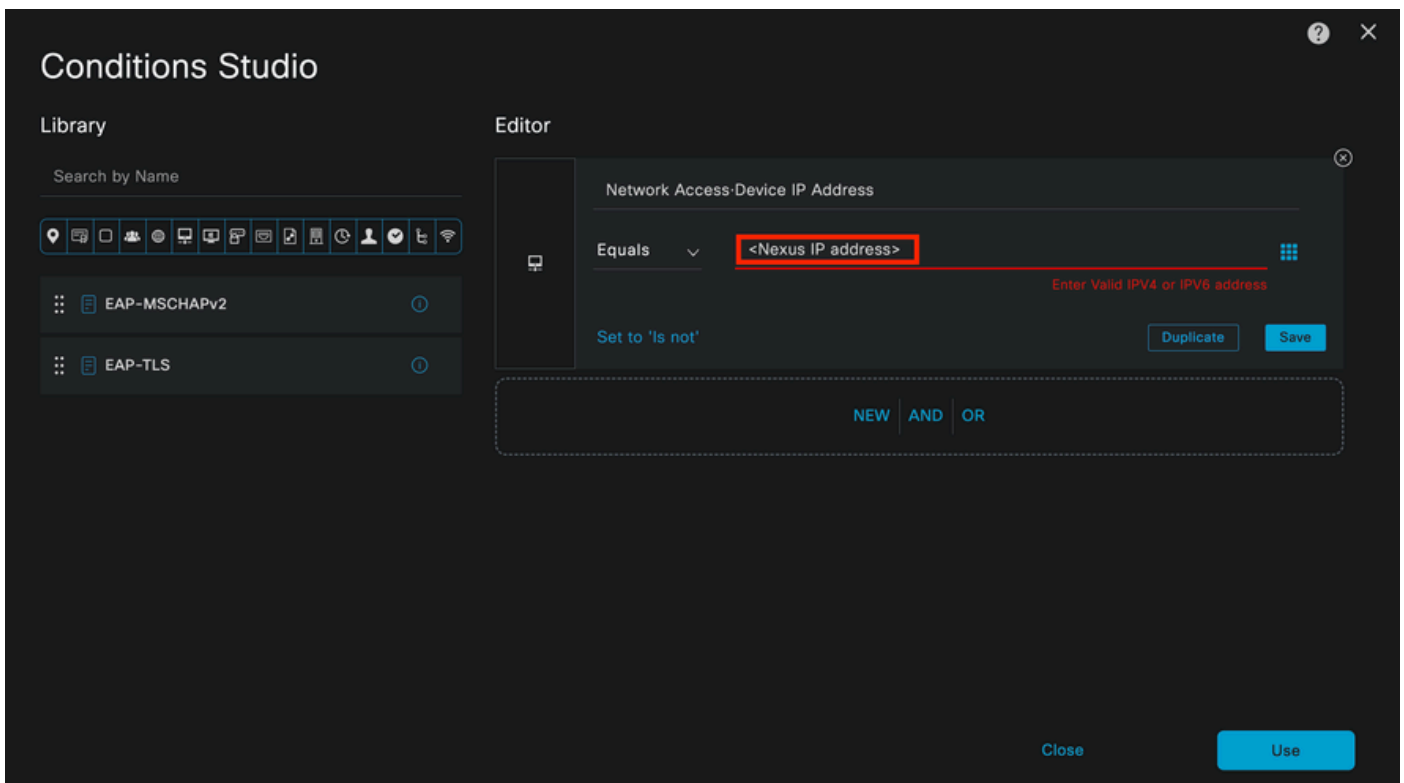 Conditions Studio
Library
Search by Name
EAP-MSCHAPv2
EAP-TLS
Editor
Network Access·Device IP Address
Equals
<Nexus IP address>
Enter Valid IPV4 or IPV6 address
Set to 'Is not'
Duplicate
Save
NEW
AND
OR
Close
Use